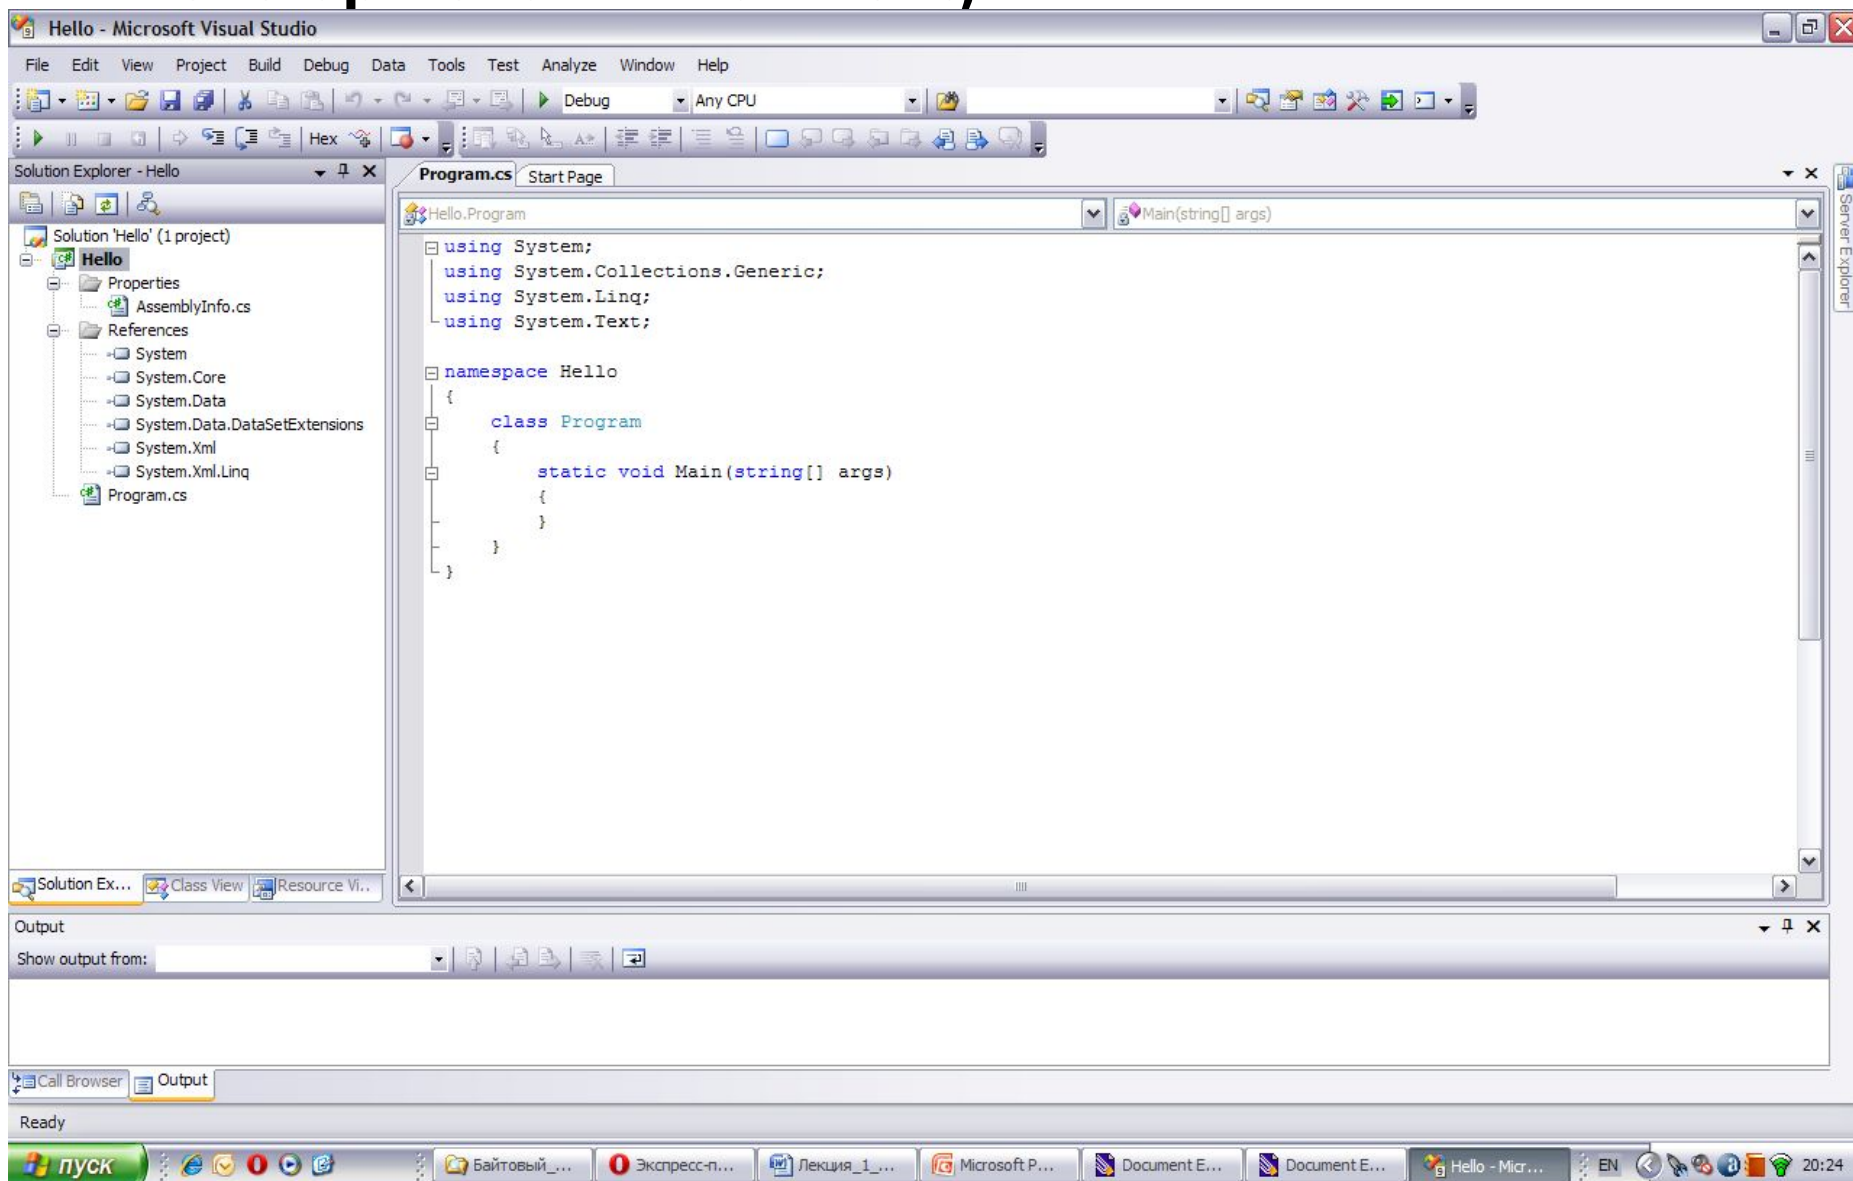 Hello - Microsoft Visual Studio
File Edit View Project Build Debug Data Tools Test Analyze Window Help
Debug Any CPU
Hex
Solution Explorer - Hello
Program.cs Start Page
Hello.Program Main(string[] args)
Server Explorer
Solution 'Hello' (1 project)
Hello
Properties
AssemblyInfo.cs
References
System
System.Core
System.Data
System.Data.DataSetExtensions
System.Xml
System.Xml.Linq
Program.cs
using System;
using System.Collections.Generic;
using System.Linq;
using System.Text;
namespace Hello
{
class Program
{
static void Main(string[] args)
{
}
}
}
Solution Ex... Class View Resource Vi..
Output
Show output from:
Call Browser Output
Ready
пуск Байтовый_... Экспресс-п... Лекция_1_... Microsoft P... Document E... Document E... Hello - Micr... EN 20:24